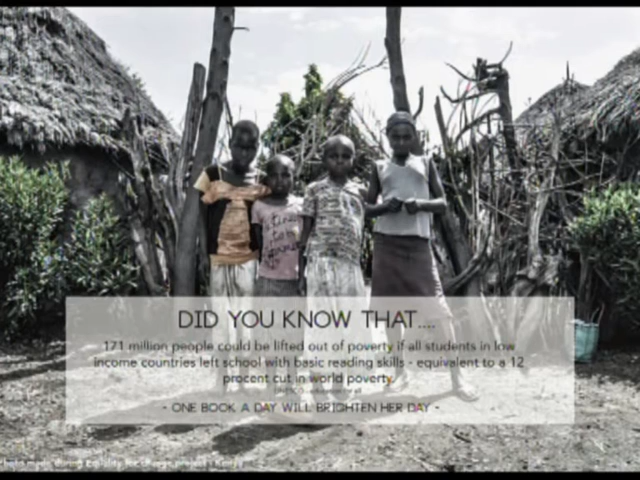 DID YOU KNOW THAT....
171 million people could be lifted out of poverty if all students in low
income countries left school with basic reading skills - equivalent to a 12
procent cut in world poverty.
- ONE BOOK A DAY WILL BRIGHTEN HER DAY -